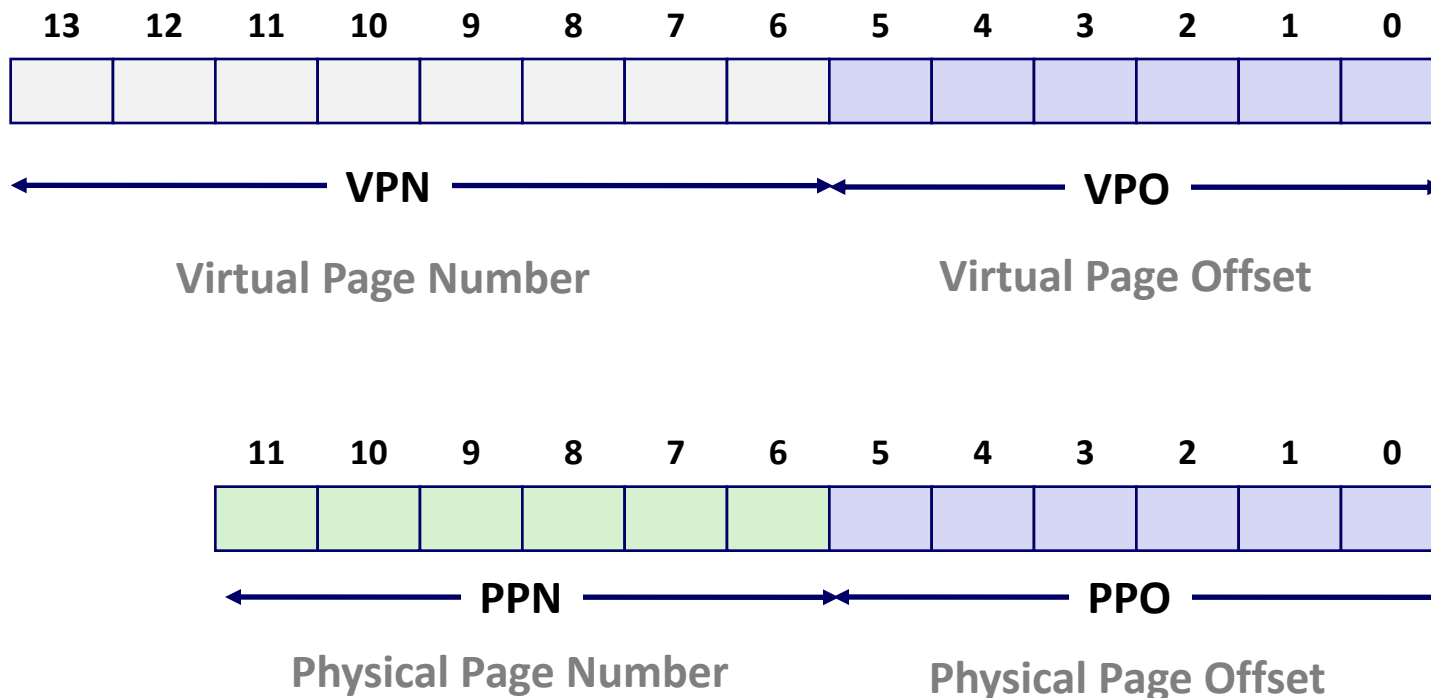 13 12 11 10 9 8 7 6 5 4 3 2 1 0
VPN VPO
Virtual Page Number Virtual Page Offset
11 10 9 8 7 6 5 4 3 2 1 0
PPN PPO
Physical Page Number Physical Page Offset